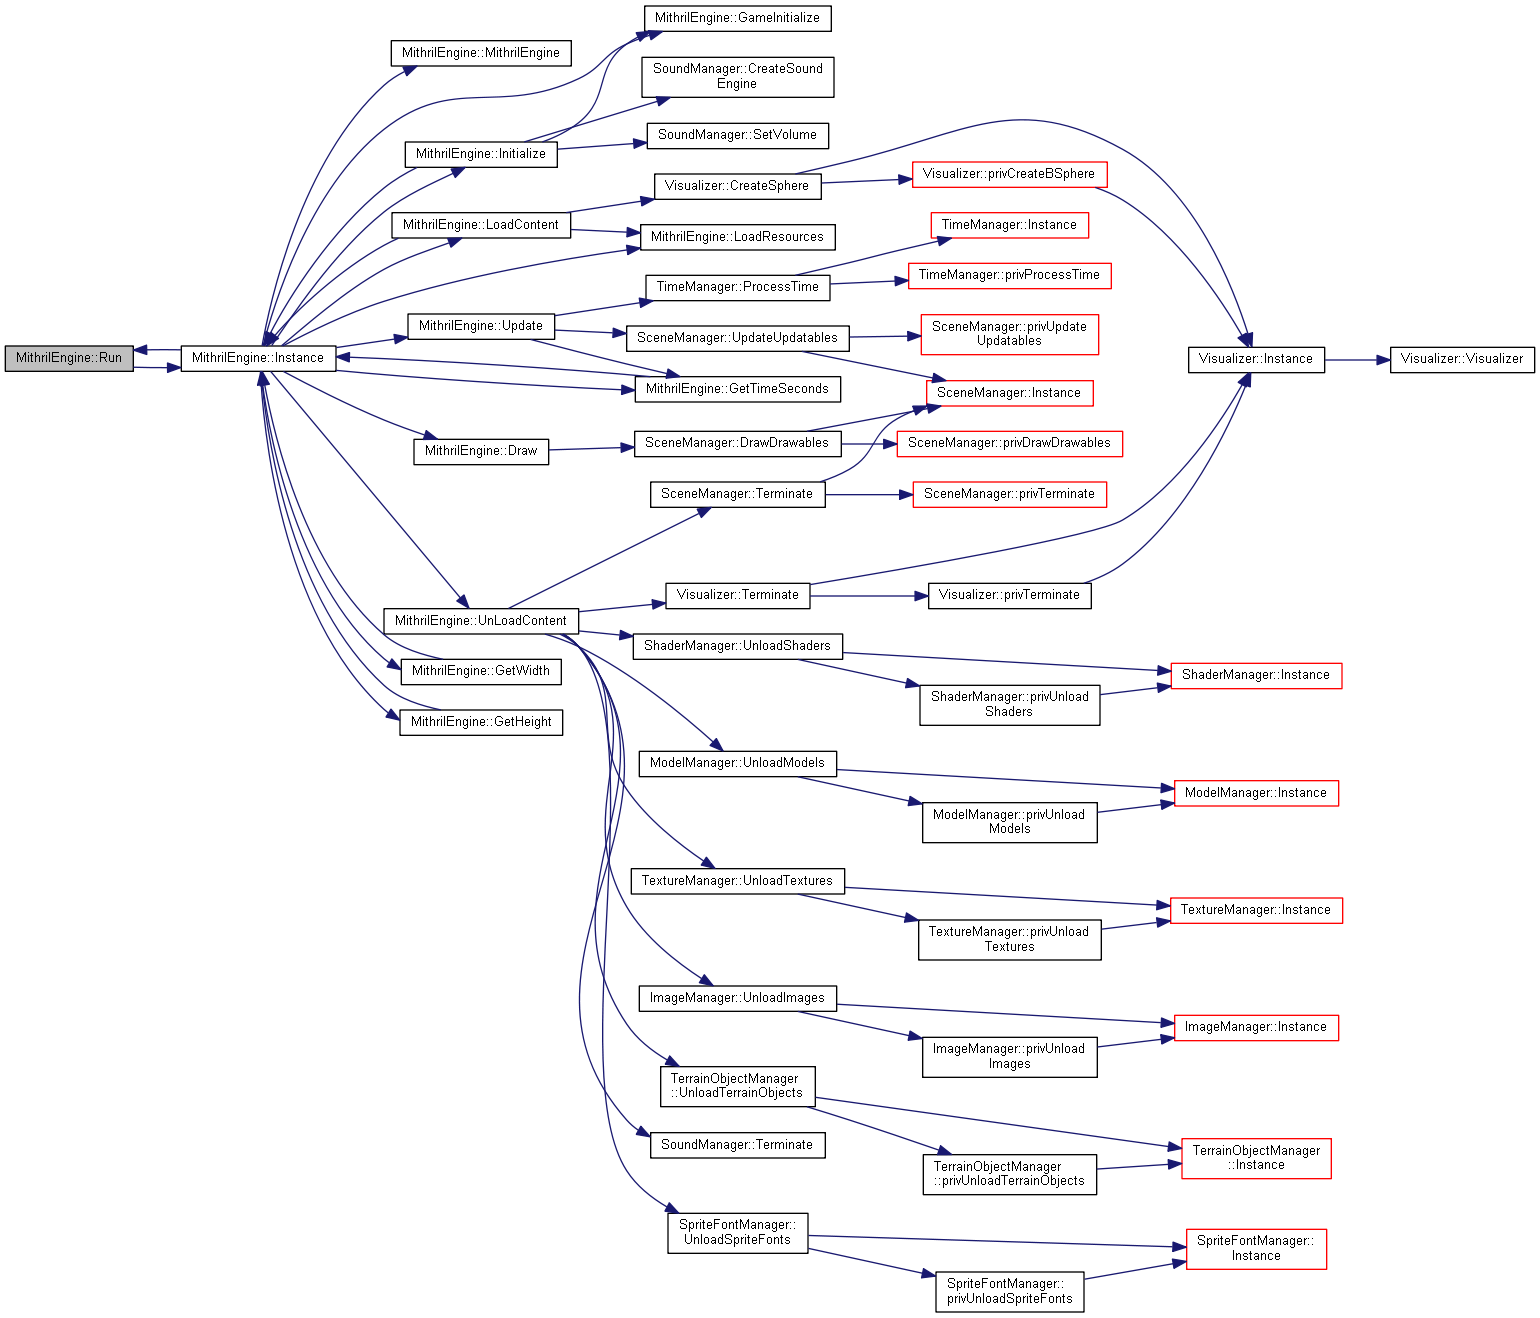 MithrilEngine::GameInitialize
MithrilEngine::MithrilEngine
SoundManager::CreateSound
Engine
SoundManager::SetVolume
MithrilEngine::Initialize
Visualizer::CreateSphere
Visualizer::privCreateBSphere
MithrilEngine::LoadContent
TimeManager::Instance
MithrilEngine::LoadResources
TimeManager::privProcessTime
TimeManager::ProcessTime
MithrilEngine::Update
SceneManager::UpdateUpdatables
SceneManager::privUpdate
Updatables
MithrilEngine::Run
MithrilEngine::Instance
Visualizer::Instance
Visualizer::Visualizer
MithrilEngine::GetTimeSeconds
SceneManager::Instance
MithrilEngine::Draw
SceneManager::DrawDrawables
SceneManager::privDrawDrawables
SceneManager::Terminate
SceneManager::privTerminate
Visualizer::Terminate
Visualizer::privTerminate
MithrilEngine::UnLoadContent
ShaderManager::UnloadShaders
MithrilEngine::GetWidth
ShaderManager::Instance
ShaderManager::privUnload
Shaders
MithrilEngine::GetHeight
ModelManager::UnloadModels
ModelManager::Instance
ModelManager::privUnload
Models
TextureManager::UnloadTextures
TextureManager::Instance
TextureManager::privUnload
Textures
ImageManager::UnloadImages
ImageManager::Instance
ImageManager::privUnload
Images
TerrainObjectManager
::UnloadTerrainObjects
SoundManager::Terminate
TerrainObjectManager
::Instance
TerrainObjectManager
::privUnloadTerrainObjects
SpriteFontManager::
UnloadSpriteFonts
SpriteFontManager::
Instance
SpriteFontManager::
privUnloadSpriteFonts